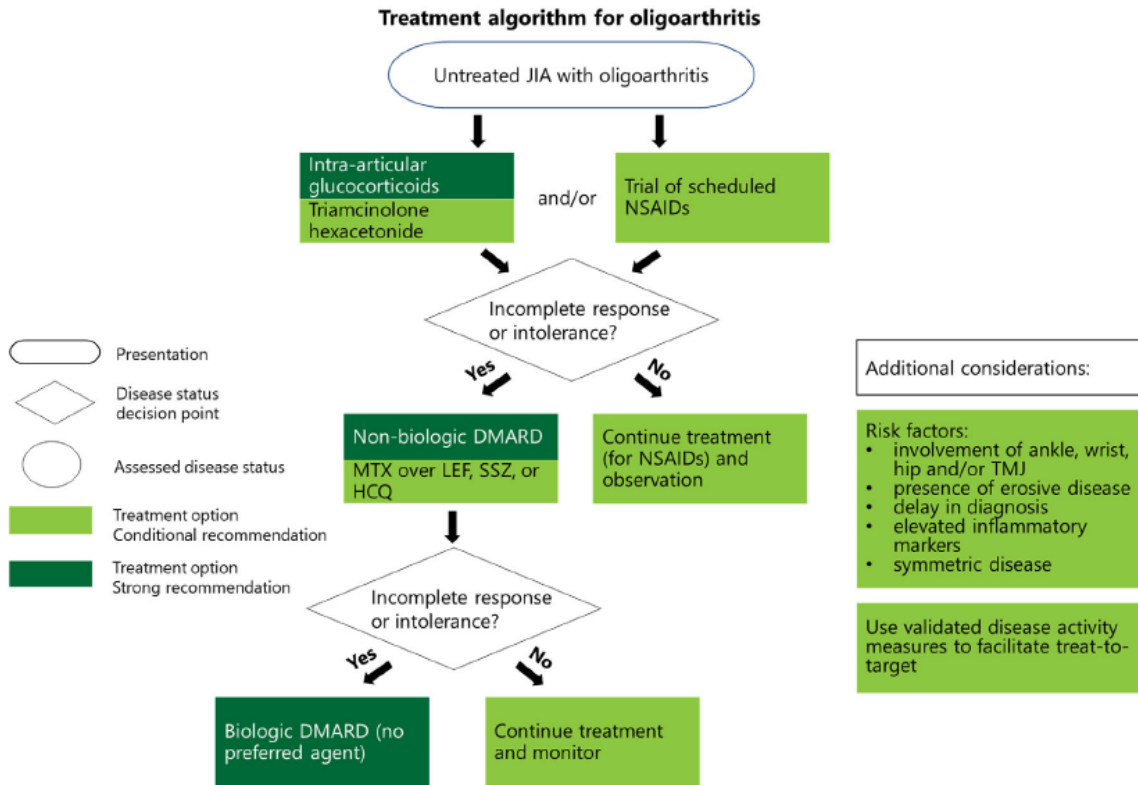 Treatment algorithm for oligoarthritis
Untreated JIA with oligoarthritis
Intra-articular
glucocorticoids
Triamcinolone
hexacetonide
and/or
Trial of scheduled
NSAIDs
Incomplete response
or intolerance?
Yes
No
Non-biologic DMARD
MTX over LEF, SSZ, or
HCQ
Continue treatment
(for NSAIDs) and
observation
Incomplete response
or intolerance?
Yes
No
Biologic DMARD (no
preferred agent)
Continue treatment
and monitor
Presentation
Disease status
decision point
Assessed disease status
Treatment option
Conditional recommendation
Treatment option
Strong recommendation
Additional considerations:
Risk factors:
• involvement of ankle, wrist,
hip and/or TMJ
• presence of erosive disease
• delay in diagnosis
• elevated inflammatory
markers
• symmetric disease
Use validated disease activity
measures to facilitate treat-to-
target